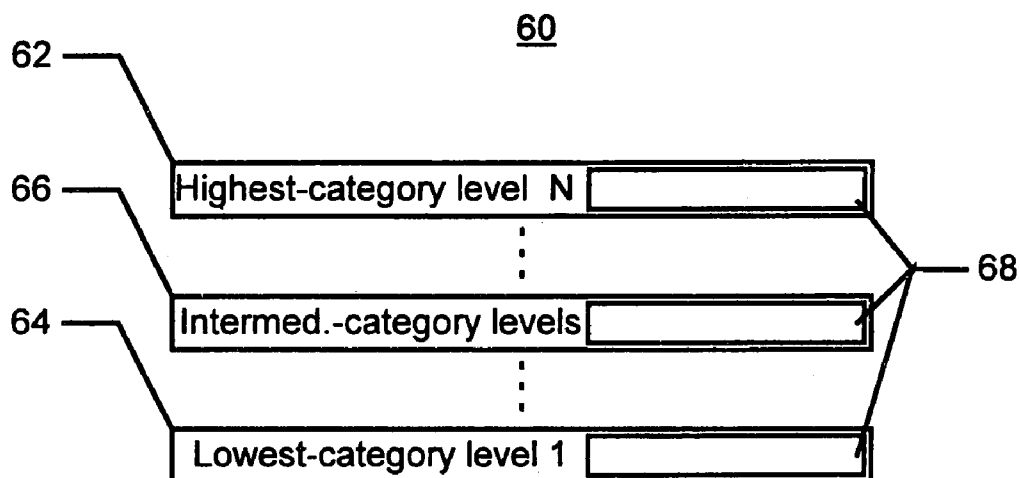 60
62
Highest-category level N
66
68
Intermed.-category levels
64
Lowest-category level 1